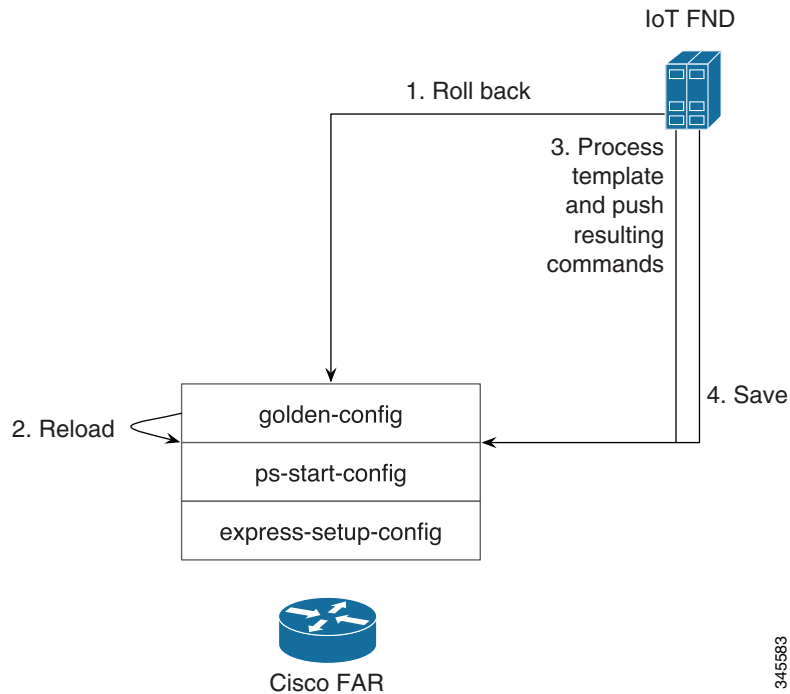 IoT FND
1. Roll back
3. Process
template
and push
resulting
commands
golden-config
4. Save
2. Reload
ps-start-config
express-setup-config
Cisco FAR
345583